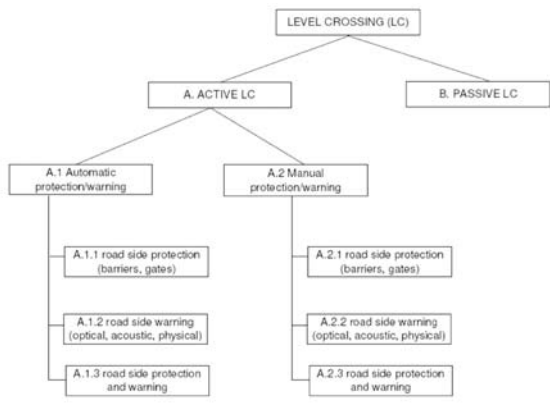 LEVEL CROSSING (LC)
A. ACTIVE LC
B. PASSIVE LC
A.1 Automatic
protection/warning
A.2 Manual
protection/warning
A.1.1 road side protection
(barriers, gates)
A.2.1 road side protection
(barriers, gates)
A.1.2 road side warning
(optical, acoustic, physical)
A.2.2 road side warning
(optical, acoustic, physical)
A.1.3 road side protection
and warning
A.2.3 road side protection
and warning